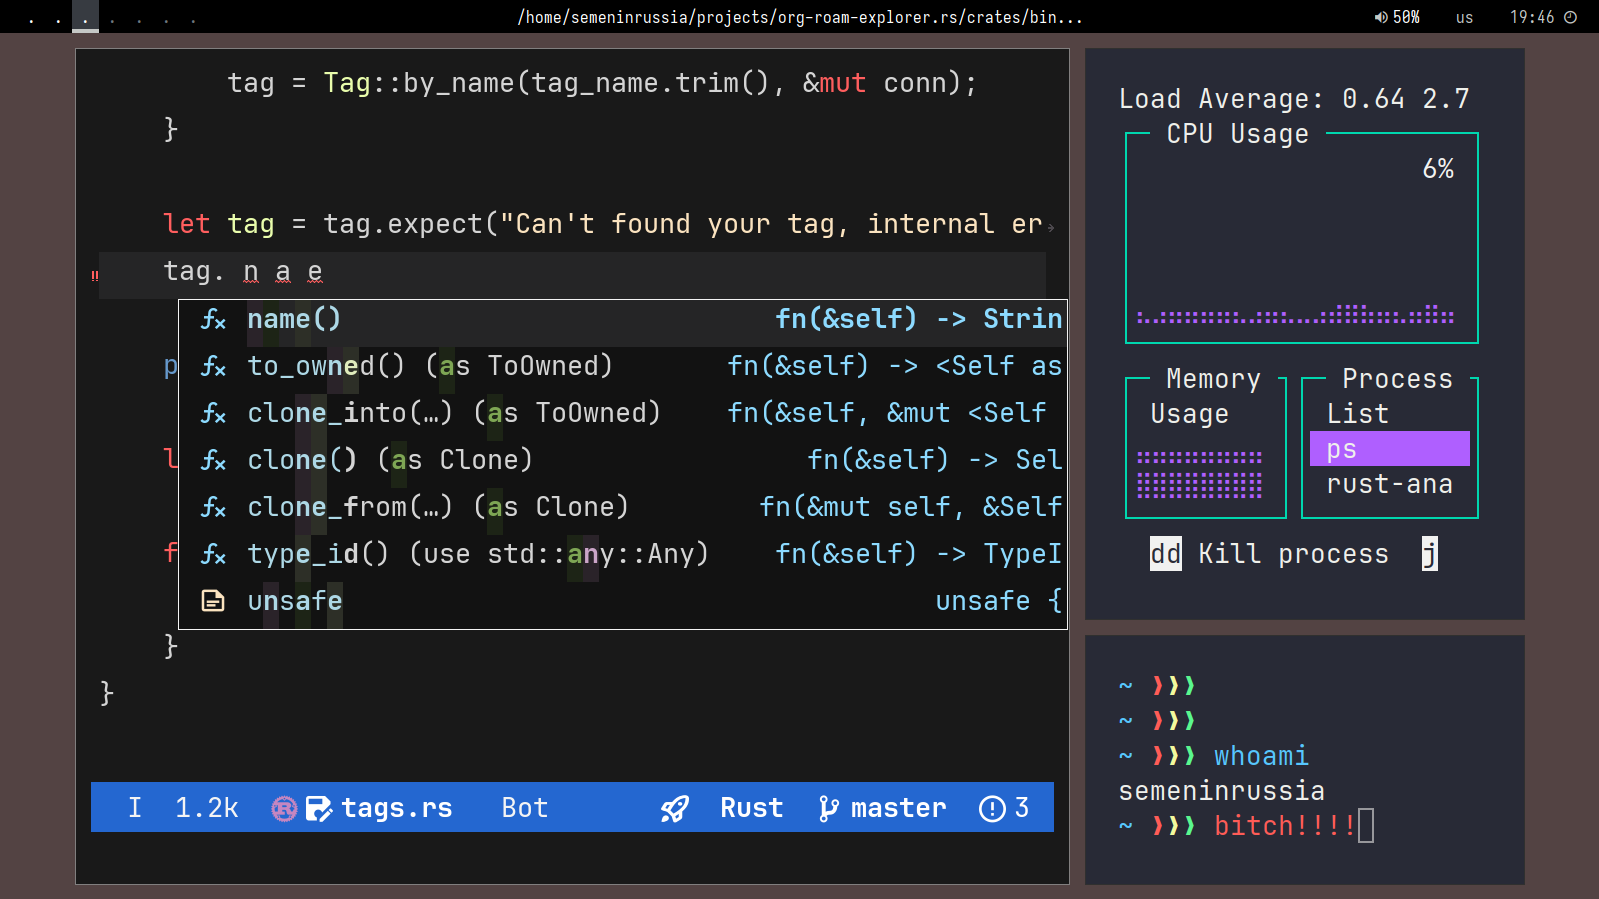 /home/semeninrussia/projects/org-roam-explorer.rs/crates/bin...
50%
us
19:46
tag = Tag::by_name(tag_name.trim(), &mut conn);
}
let tag = tag.expect("Can't found your tag, internal er
!! tag. n a e
name() fn(&self) -> Strin
p
to_owned() (as ToOwned) fn(&self) -> <Self as
clone_into(…) (as ToOwned) fn(&self, &mut <Self
l
clone() (as Clone) fn(&self) -> Sel
clone_from(…) (as Clone) fn(&mut self, &Self
f
type_id() (use std::any::Any) fn(&self) -> TypeI
unsafe unsafe {
}
}
I 1.2k tags.rs Bot Rust master 3
Load Average: 0.64 2.7
CPU Usage
6%
Memory Usage
Process List
ps
rust-ana
dd Kill process j
~ ❯❯❯
~ ❯❯❯
~ ❯❯❯ whoami
semeninrussia
~ ❯❯❯ bitch!!!!